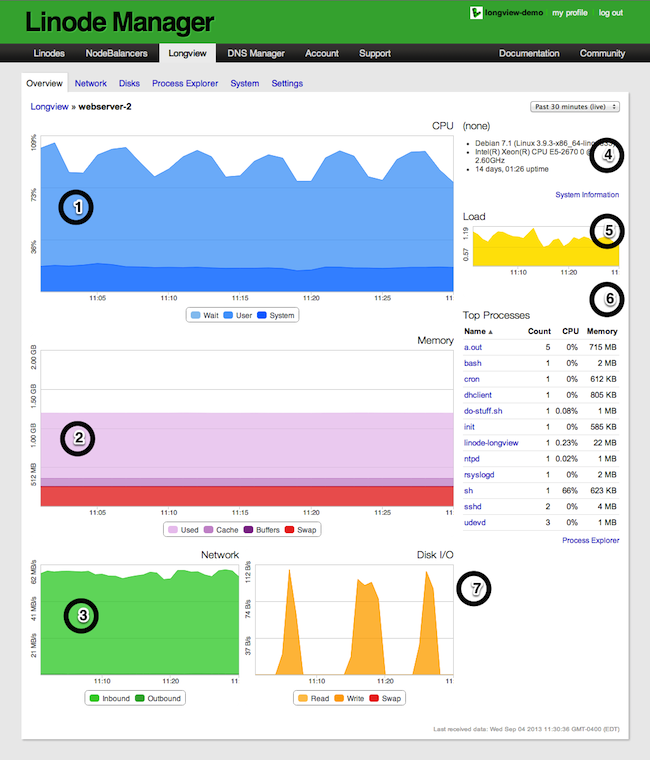 Linode Manager
longview-demo my profile log out
Linodes NodeBalancers Longview DNS Manager Account Support Documentation Community
Overview Network Disks Process Explorer System Settings
Longview » webserver-2
Past 30 minutes (live)
CPU
109%
73%
36%
1
11:05 11:10 11:15 11:20 11:25 11
Wait User System
Memory
2.00 GB
1.50 GB
1.00 GB
512 MB
2
11:05 11:10 11:15 11:20 11:25 11
Used Cache Buffers Swap
Network
62 MB/s
41 MB/s
21 MB/s
3
11:10 11:20 11
Inbound Outbound
Disk I/O
112 B/s
74 B/s
37 B/s
11:10 11:20 11
Read Write Swap
7
(none)
Debian 7.1 (Linux 3.9.3-x86_64-
Intel(R) Xeon(R) CPU E5-2670 0 @
2.60GHz
14 days, 01:26 uptime
4
System Information
Load
1.19
0.57
5
11:10 11:20 11
6
Top Processes
Name Count CPU Memory
a.out 5 0% 715 MB
bash 1 0% 2 MB
cron 1 0% 612 KB
dhclient 1 0% 805 KB
do-stuff.sh 1 0.08% 1 MB
init 1 0% 585 KB
linode-longview 1 0.23% 22 MB
ntpd 1 0.02% 1 MB
rsyslogd 1 0% 2 MB
sh 1 66% 623 KB
sshd 2 0% 4 MB
udevd 3 0% 1 MB
Process Explorer
Last received data: Wed Sep 04 2013 11:30:36 GMT-0400 (EDT)